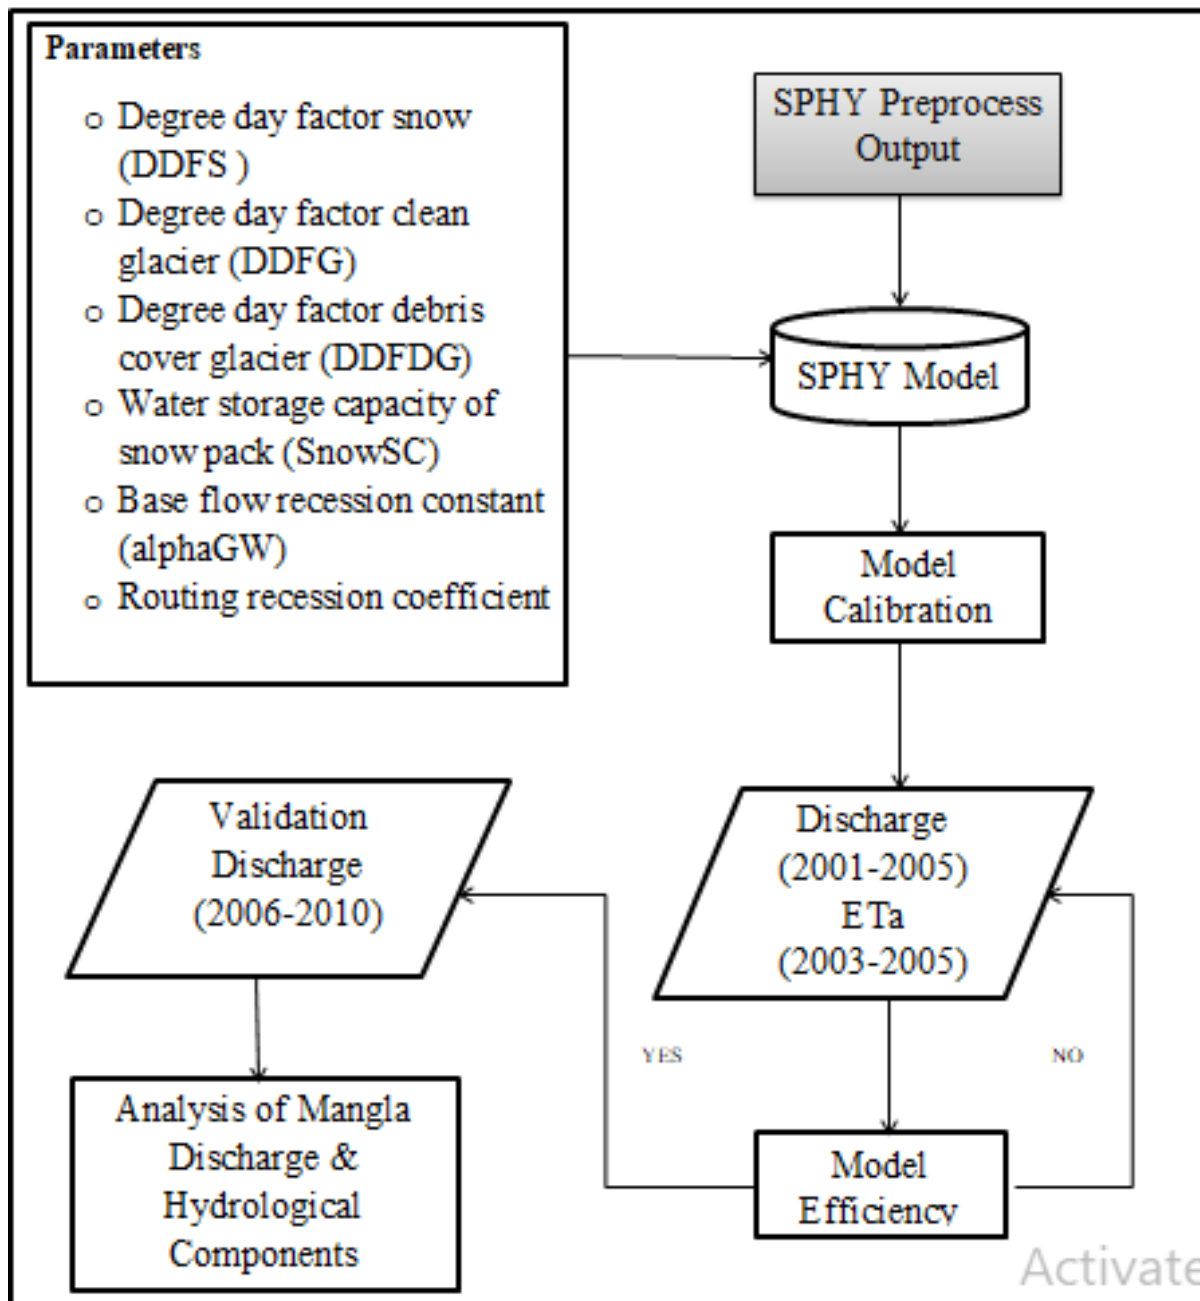 Parameters
o Degree day factor snow
(DDFS )
o Degree day factor clean
glacier (DDFG)
o Degree day factor debris
cover glacier (DDFDG)
o Water storage capacity of
snow pack (SnowSC)
o Base flow recession constant
(alphaGW)
o Routing recession coefficient
SPHY Preprocess
Output
SPHY Model
Model
Calibration
Discharge
(2001-2005)
ETa
(2003-2005)
NO
YES
Model
Efficiency
Validation
Discharge
(2006-2010)
Analysis of Mangla
Discharge &
Hydrological
Components
Activate